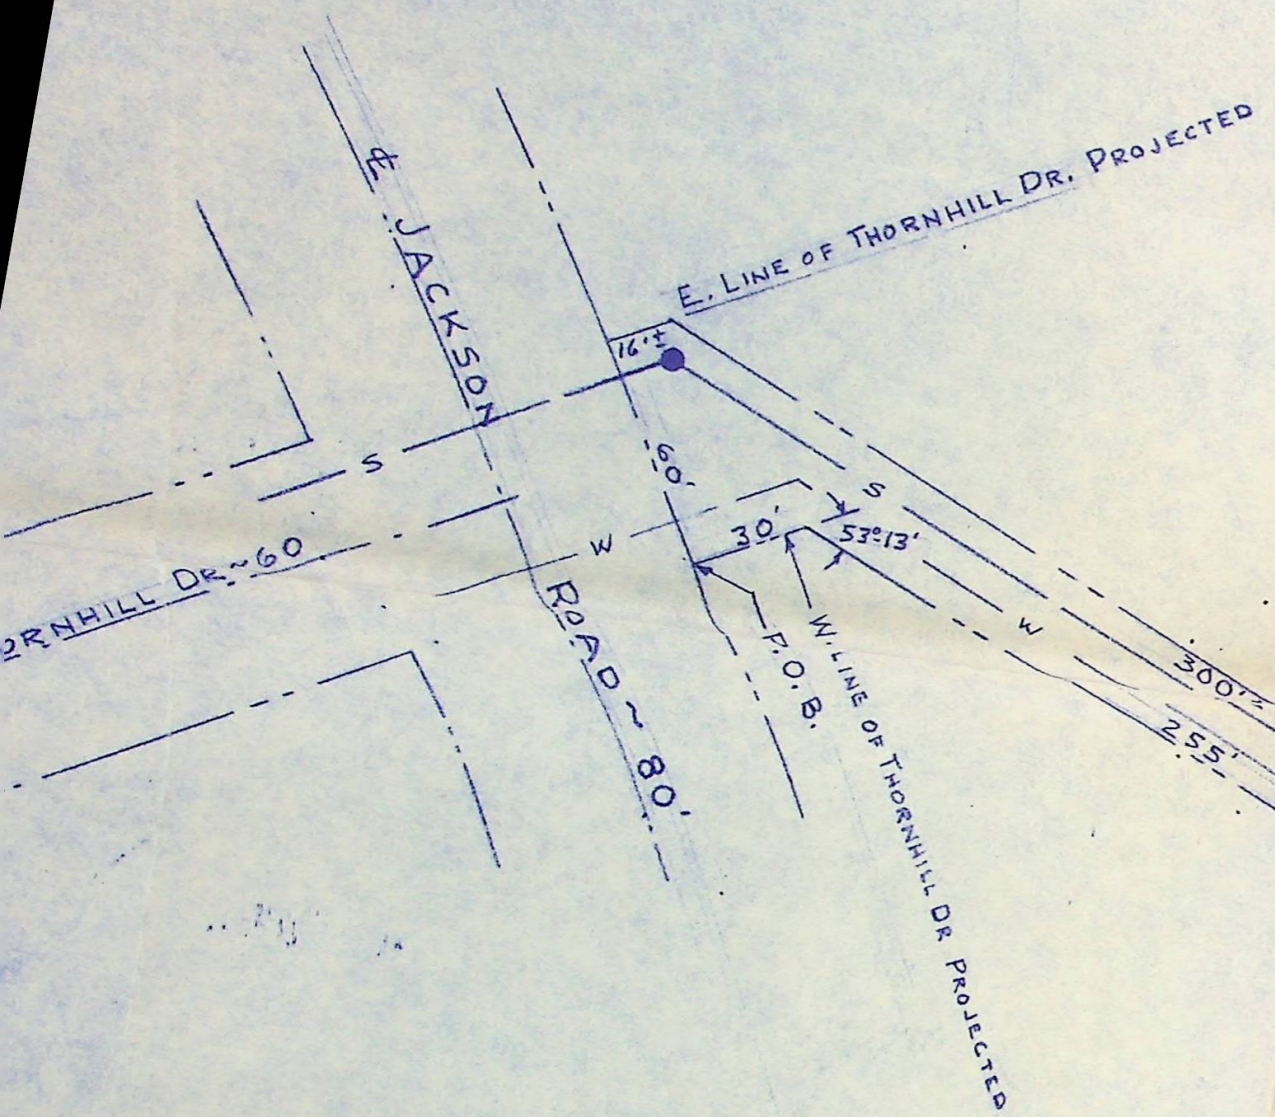 ℄ JACKSON ROAD ~ 80'
E. LINE OF THORNHILL DR. PROJECTED
16'±
S
60'
S
30'
53°13'
W
ORNHILL DR. ~ 60
W
P.O.B.
W. LINE OF THORNHILL DR PROJECTED
300'±
255'